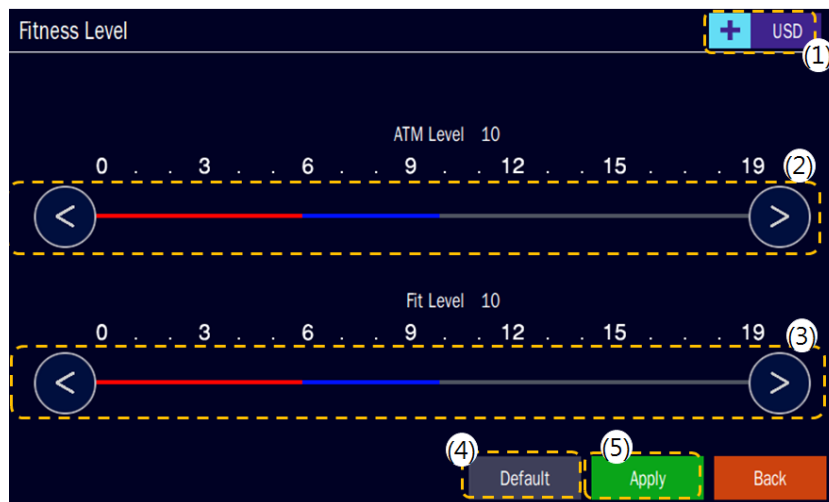 Fitness Level
+ USD
(1)
ATM Level 10
0 . . 3 . . 6 . . 9 . . 12 . . 15 . . . 19 (2)
< >
Fit Level 10
0 . . 3 . . 6 . . 9 . . 12 . . 15 . . . 19 (3)
< >
(4) (5)
Default Apply Back